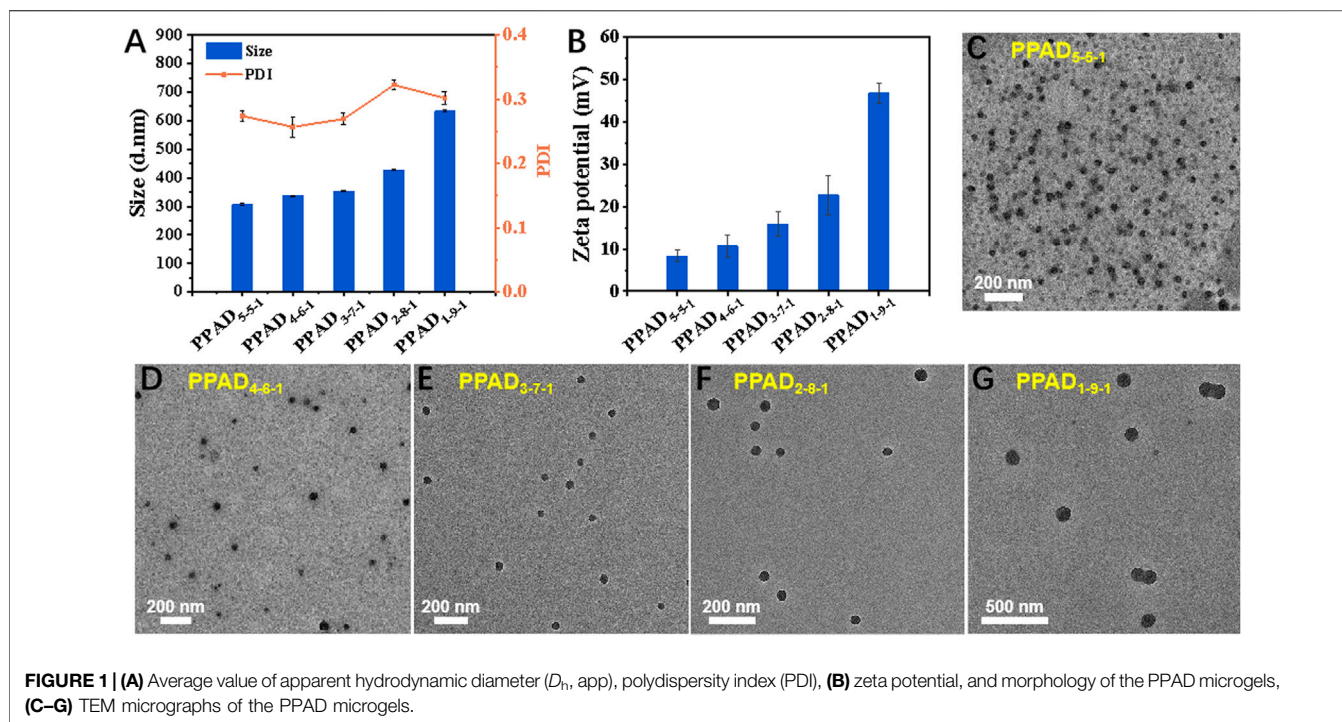 A
Size
PDI
900
800
700
600
500
400
300
200
100
0
Size (d.nm)
0.4
0.3
0.2
0.1
0.0
PDI
PPAD5-5-1
PPAD4-6-1
PPAD3-7-1
PPAD2-8-1
PPAD1-9-1
B
60
50
40
30
20
10
0
Zeta potential (mV)
PPAD5-5-1
PPAD4-6-1
PPAD3-7-1
PPAD2-8-1
PPAD1-9-1
C PPAD5-5-1
200 nm
D PPAD4-6-1
200 nm
E PPAD3-7-1
200 nm
F PPAD2-8-1
200 nm
G PPAD1-9-1
500 nm
FIGURE 1 | (A) Average value of apparent hydrodynamic diameter (Dh, app), polydispersity index (PDI), (B) zeta potential, and morphology of the PPAD microgels,
(C–G) TEM micrographs of the PPAD microgels.